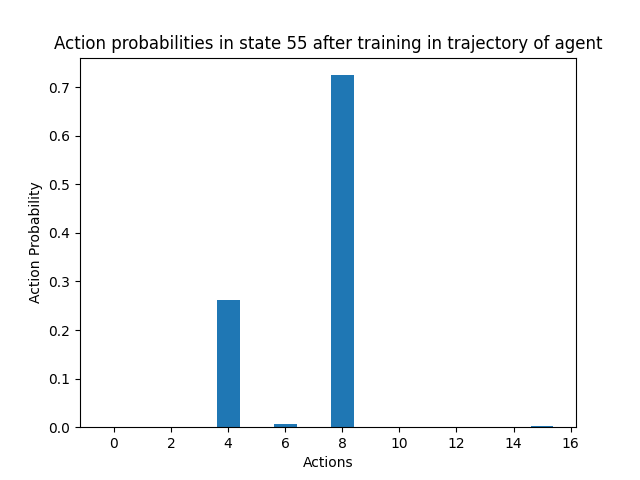 Action probabilities in state 55 after training in trajectory of agent
Action Probability
0.7
0.6
0.5
0.4
0.3
0.2
0.1
0.0
0 2 4 6 8 10 12 14 16
Actions